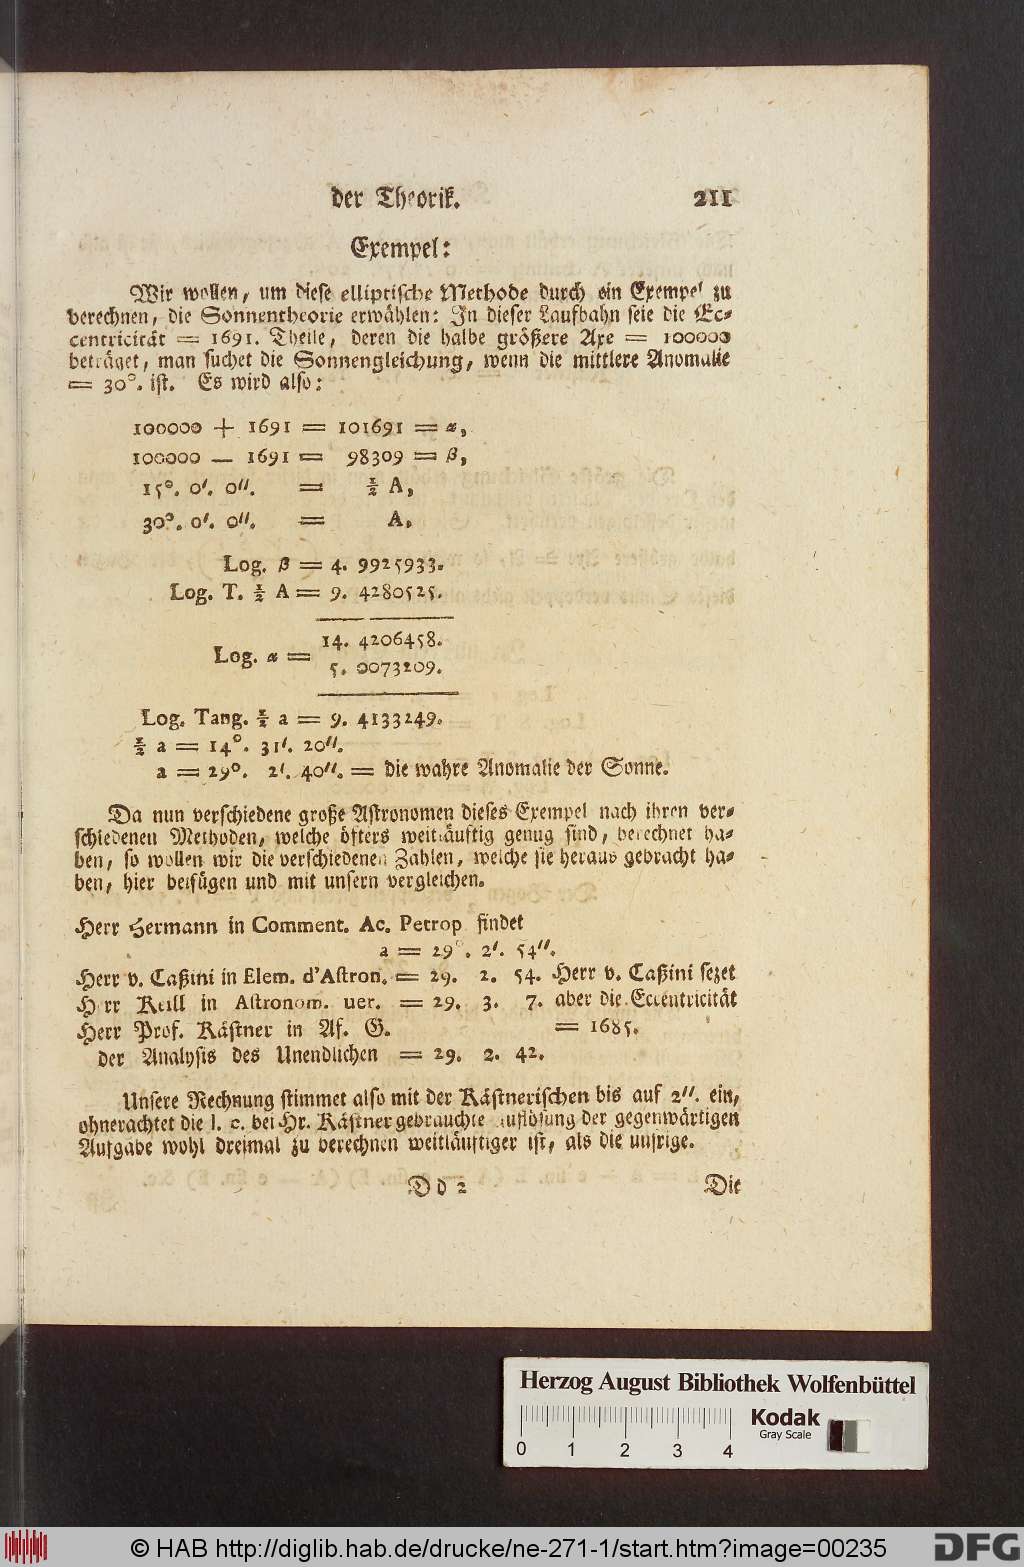 der Theorik. 211
Exempel:
Wir wollen, um diese elliptische Methode durch ein Exempel zu
berechnen, die Sonnentheorie erwählen: In dieser Laufbahn seie die Ec-
centricität = 1691. Theile, deren die halbe größere Axe = 100000
beträget, man suchet die Sonnengleichung, wenn die mittlere Anomalie
= 30°. ist. Es wird also:
100000 + 1691 = 101691 = α,
100000 — 1691 = 98309 = β,
15°. 0′. 0″. = ½ A,
30°. 0′. 0″. = A,
Log. β = 4. 9925933.
Log. T. ½ A = 9. 4280525.
14. 4206458.
Log. α = 5. 0073209.
Log. Tang. ½ a = 9. 4133249.
½ a = 14°. 31′. 20″.
a = 29°. 2′. 40″. = die wahre Anomalie der Sonne.
Da nun verschiedene große Astronomen dieses Exempel nach ihren ver-
schiedenen Methoden, welche öfters weitläuftig genug sind, berechnet ha-
ben, so wollen wir die verschiedenen Zahlen, welche sie heraus gebracht ha-
ben, hier beifügen und mit unsern vergleichen.
Herr Hermann in Comment. Ac. Petrop findet
a = 29°. 2′. 54″.
Herr v. Caßini in Elem. d'Astron. = 29. 2. 54. Herr v. Caßini sezet
Herr Keill in Astronom. uer. = 29. 3. 7. aber die Eccentricität
Herr Prof. Kästner in Af. G. = 1685.
der Analysis des Unendlichen = 29. 2. 42.
Unsere Rechnung stimmet also mit der Kästnerischen bis auf 2″. ein,
ohnerachtet die l. c. bei Hr. Kästner gebrauchte Auflösung der gegenwärtigen
Aufgabe wohl dreimal zu berechnen weitläuftiger ist, als die unsrige.
Dd 2 Die
Herzog August Bibliothek Wolfenbüttel
0 1 2 3 4
Kodak
Gray Scale
© HAB http://diglib.hab.de/drucke/ne-271-1/start.htm?image=00235
DFG